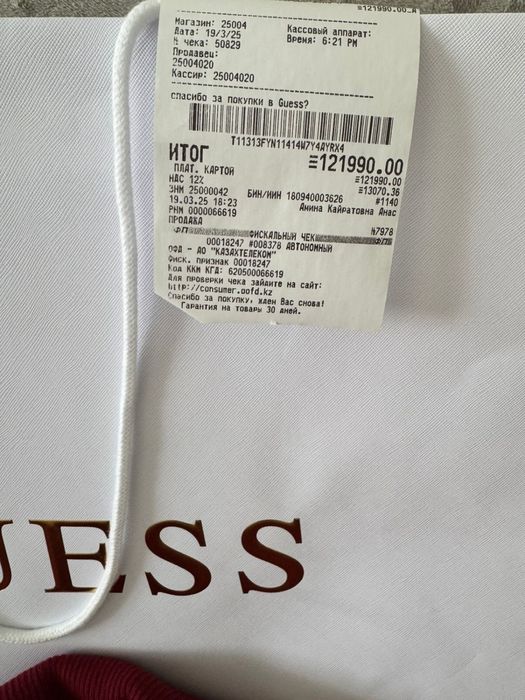 ≡121990.00
Магазин: 25004 Кассовый аппарат:
Дата: 19/3/25 Время: 6:21 PM
№ чека: 50829
Продавец:
25004020
Кассир: 25004020
спасибо за покупки в Guess?
T11313FYN11414W7Y4AYRX4
ИТОГ ≡121990.00
ПЛАТ. КАРТОЙ ≡121990.00
НДС 12% ≡13070.36
ЗНМ 25000042 БИН/ИИН 180940003626 #1140
19.03.25 18:23 Амина Кайратовна Анас
РНМ 0000066619
ПРОДАЖА №7978
ФП ФИСКАЛЬНЫЙ ЧЕК ФП
00018247 #008378 АВТОНОМНЫЙ
ОФД - АО "КАЗАХТЕЛЕКОМ"
Фиск. признак 00018247
Код ККМ КГД: 620500066619
Для проверки чека зайдите на сайт:
http://consumer.oofd.kz
Спасибо за покупку, ждем Вас снова!
Гарантия на товары 30 дней.
UESS